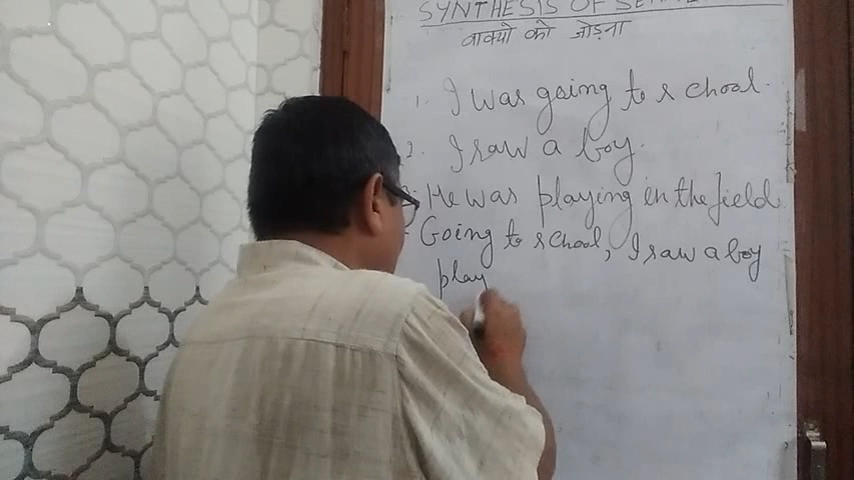 SYNTHESIS OF
वाक्यो को जोड़ना
1. I was going to school.
2. I saw a boy.
He was playing in the field
Going to school, I saw a boy
play